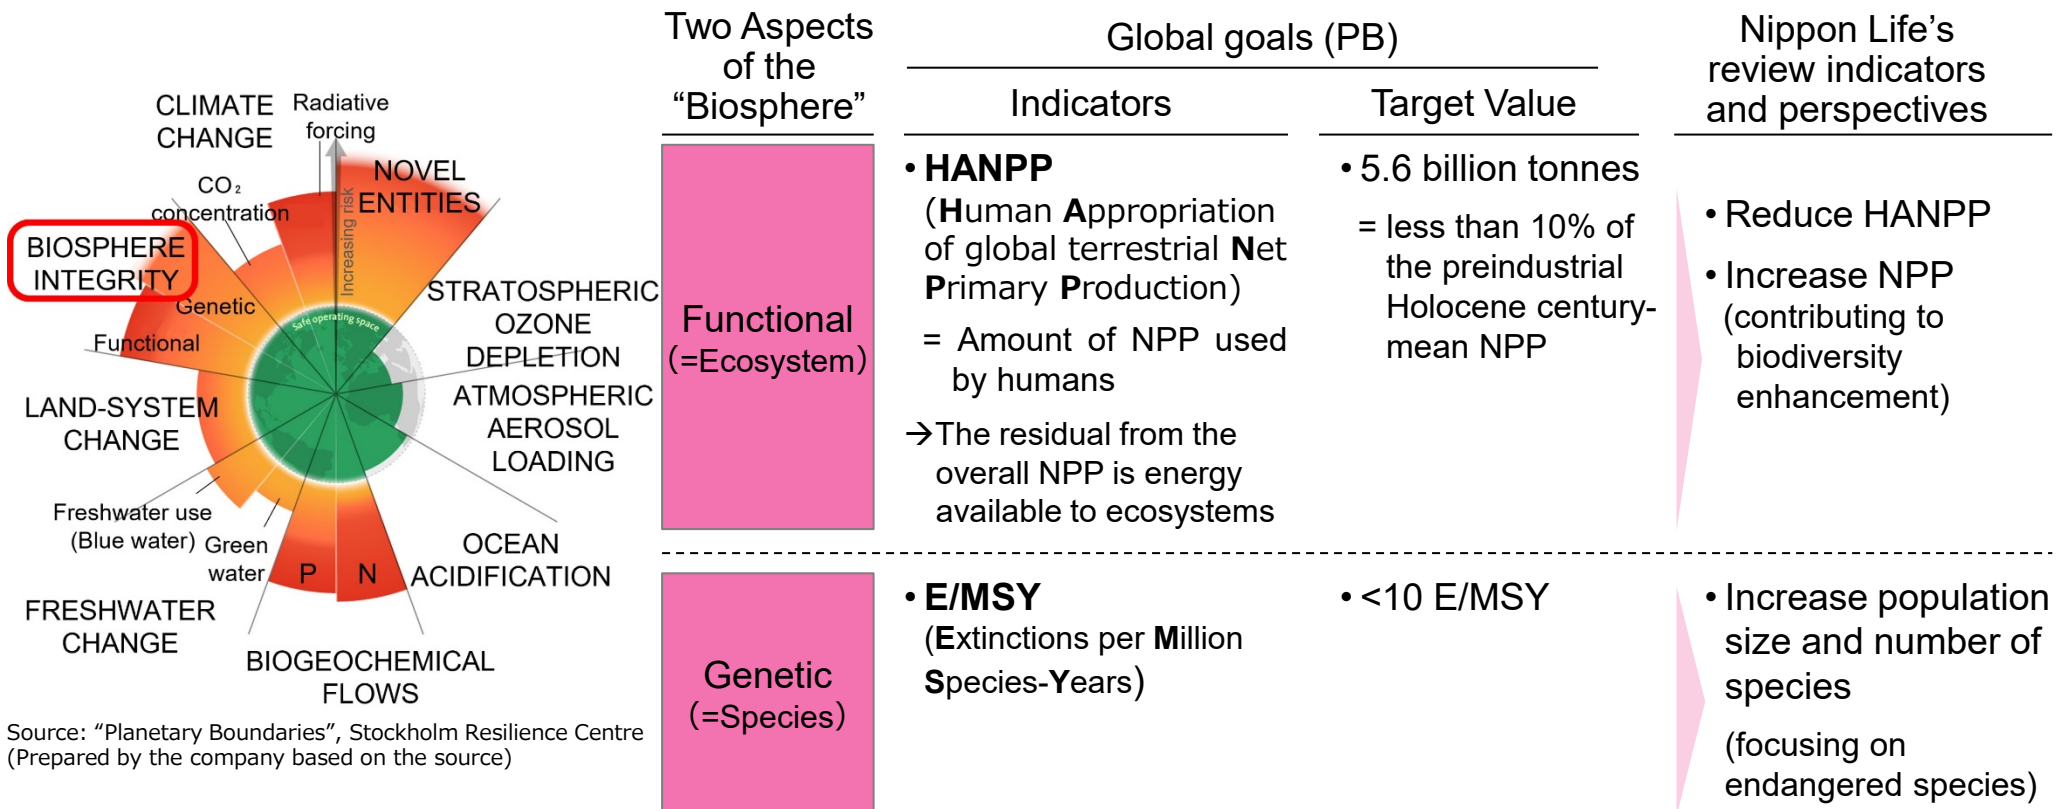 CLIMATE
CHANGE
Radiative
forcing
NOVEL
ENTITIES
Increasing risk
CO₂
concentration
BIOSPHERE
INTEGRITY
Genetic
Functional
Safe operating space
STRATOSPHERIC
OZONE
DEPLETION
ATMOSPHERIC
AEROSOL
LOADING
LAND-SYSTEM
CHANGE
Freshwater use
(Blue water)
Green
water
P
N
OCEAN
ACIDIFICATION
FRESHWATER
CHANGE
BIOGEOCHEMICAL
FLOWS
Source: “Planetary Boundaries”, Stockholm Resilience Centre
(Prepared by the company based on the source)
Two Aspects
of the
“Biosphere”
Global goals (PB)
Indicators
Target Value
Nippon Life’s
review indicators
and perspectives
Functional
(=Ecosystem)
• HANPP
(Human Appropriation
of global terrestrial Net
Primary Production)
= Amount of NPP used
by humans
→The residual from the
overall NPP is energy
available to ecosystems
• 5.6 billion tonnes
= less than 10% of
the preindustrial
Holocene century-
mean NPP
• Reduce HANPP
• Increase NPP
(contributing to
biodiversity
enhancement)
Genetic
(=Species)
• E/MSY
(Extinctions per Million
Species-Years)
• <10 E/MSY
• Increase population
size and number of
species
(focusing on
endangered species)